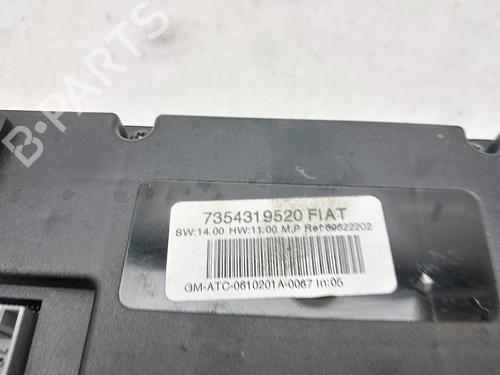 B-PARTS
7354319520 FIAT
SW:14.00 HW:11.00 M.P Ref:69622202
GM-ATC-0610201A-0067 In:05